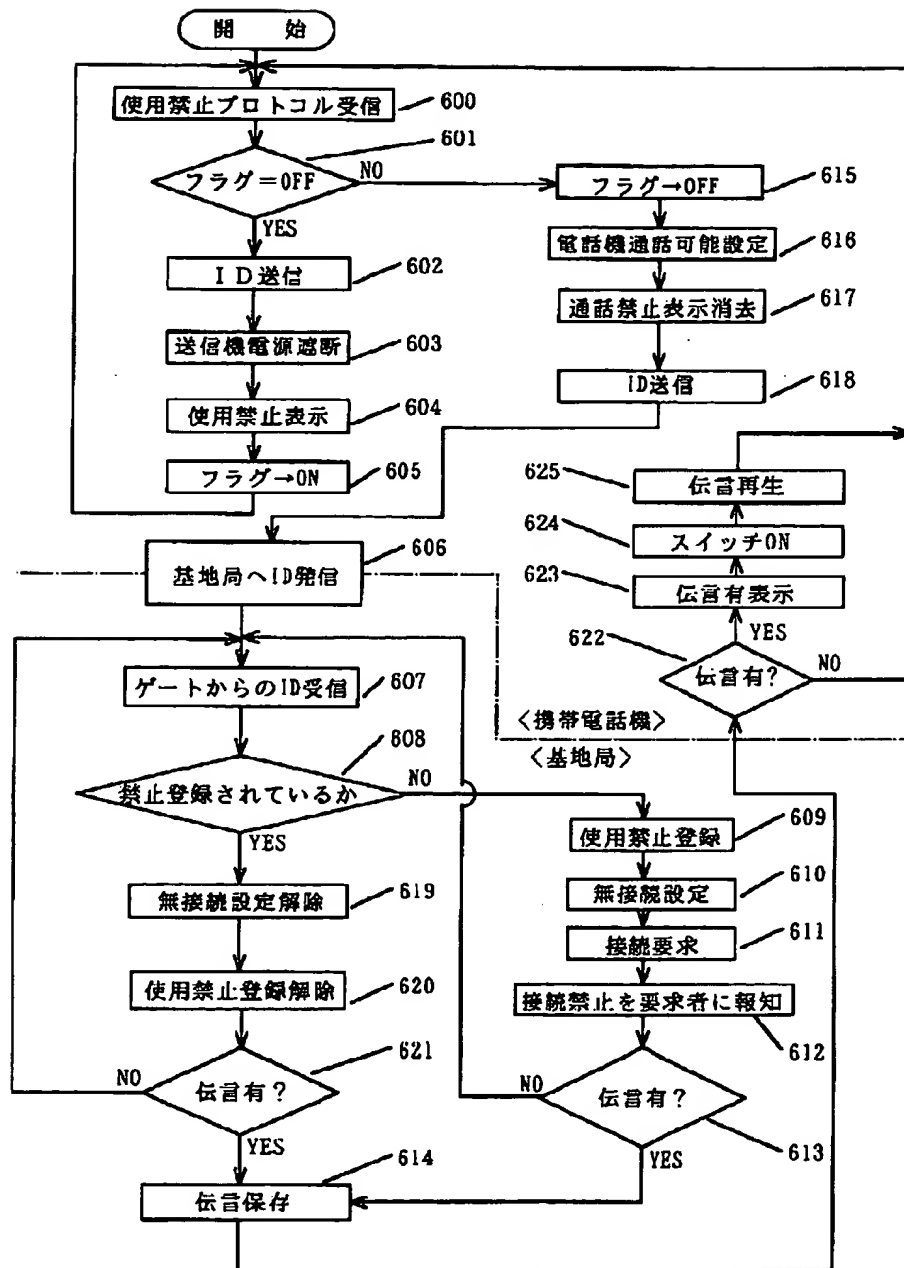 開 始
使用禁止プロトコル受信
600
601
フラグ=OFF
NO
YES
フラグ→OFF
615
電話機通話可能設定
616
ID送信
602
通話禁止表示消去
617
送信機電源遮断
603
ID送信
618
使用禁止表示
604
フラグ→ON
605
625
伝言再生
624
スイッチON
基地局へID発信
606
623
伝言有表示
622
YES
伝言有?
NO
ゲートからのID受信
607
<携帯電話機>
<基地局>
608
禁止登録されているか
NO
YES
使用禁止登録
609
無接続設定解除
619
無接続設定
610
接続要求
611
使用禁止登録解除
620
接続禁止を要求者に報知
612
621
NO
伝言有?
YES
NO
伝言有?
613
YES
614
伝言保存